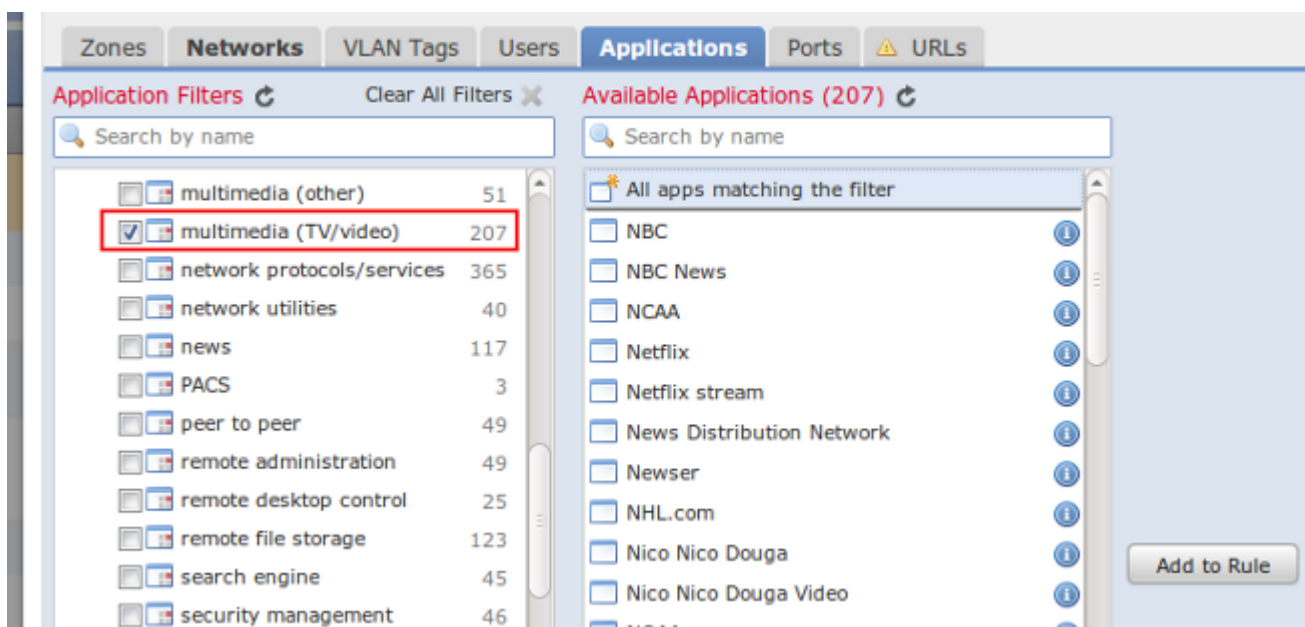 Zones Networks VLAN Tags Users Applications Ports URLs
Application Filters Clear All Filters
Search by name
multimedia (other) 51
multimedia (TV/video) 207
network protocols/services 365
network utilities 40
news 117
PACS 3
peer to peer 49
remote administration 49
remote desktop control 25
remote file storage 123
search engine 45
security management 46
Available Applications (207)
Search by name
All apps matching the filter
NBC
NBC News
NCAA
Netflix
Netflix stream
News Distribution Network
Newser
NHL.com
Nico Nico Douga
Nico Nico Douga Video
Add to Rule